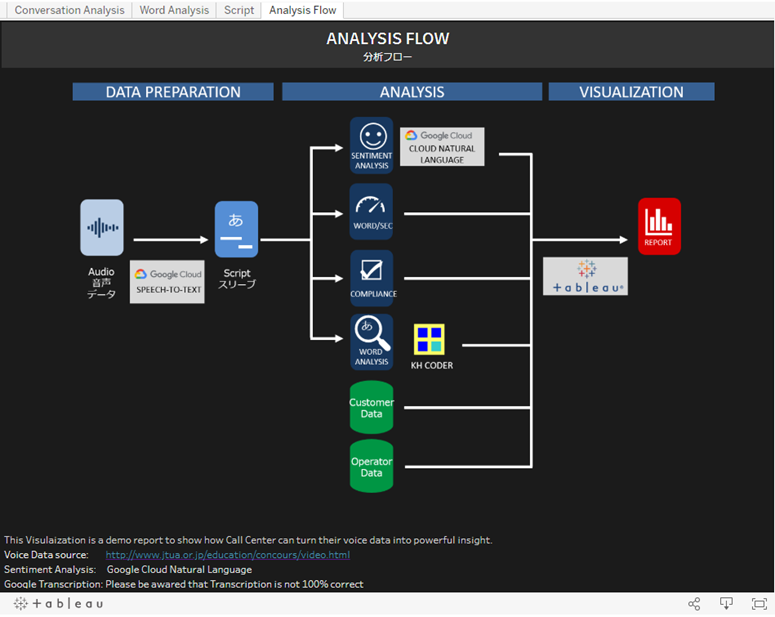 Conversation Analysis
Word Analysis
Script
Analysis Flow
ANALYSIS FLOW
分析フロー
DATA PREPARATION
ANALYSIS
VISUALIZATION
Audio
音声
データ
Google Cloud
SPEECH-TO-TEXT
あ
Script
スリーブ
SENTIMENT
ANALYSIS
Google Cloud
CLOUD NATURAL
LANGUAGE
WORD/SEC
COMPLIANCE
あ
WORD
ANALYSIS
KH CODER
Customer
Data
Operator
Data
+ableau
REPORT
This Visulaization is a demo report to show how Call Center can turn their voice data into powerful insight.
Voice Data source: http://www.jtua.or.jp/education/concours/video.html
Sentiment Analysis: Google Cloud Natural Language
Google Transcription: Please be awared that Transcription is not 100% correct
+ableau